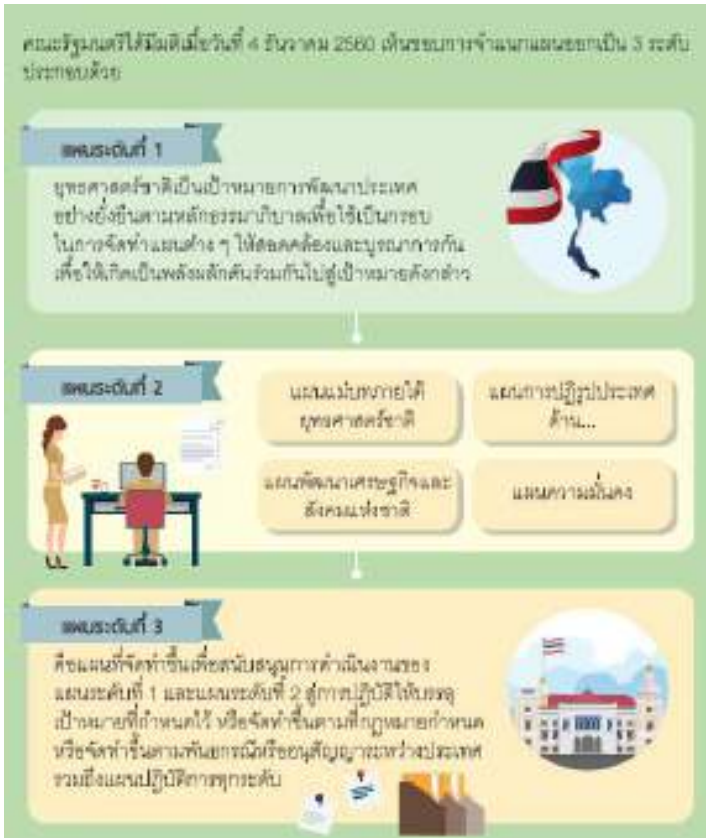 คณะรัฐมนตรีได้มีมติเมื่อวันที่ 4 ธันวาคม 2560 เห็นชอบการจำแนกแผนออกเป็น 3 ระดับ
ประกอบด้วย
แผนระดับที่ 1
ยุทธศาสตร์ชาติเป็นเป้าหมายการพัฒนาประเทศ
อย่างยั่งยืนตามหลักธรรมาภิบาลเพื่อใช้เป็นกรอบ
ในการจัดทำแผนต่าง ๆ ให้สอดคล้องและบูรณาการกัน
เพื่อให้เกิดเป็นพลังผลักดันร่วมกันไปสู่เป้าหมายดังกล่าว
แผนระดับที่ 2
แผนแม่บทภายใต้
ยุทธศาสตร์ชาติ
แผนการปฏิรูปประเทศ
ด้าน...
แผนพัฒนาเศรษฐกิจและ
สังคมแห่งชาติ
แผนความมั่นคง
แผนระดับที่ 3
คือแผนที่จัดทำขึ้นเพื่อสนับสนุนการดำเนินงานของ
แผนระดับที่ 1 และแผนระดับที่ 2 สู่การปฏิบัติให้บรรลุ
เป้าหมายที่กำหนดไว้ หรือจัดทำขึ้นตามที่กฎหมายกำหนด
หรือจัดทำขึ้นตามพันธกรณีหรืออนุสัญญาระหว่างประเทศ
รวมถึงแผนปฏิบัติการทุกระดับ